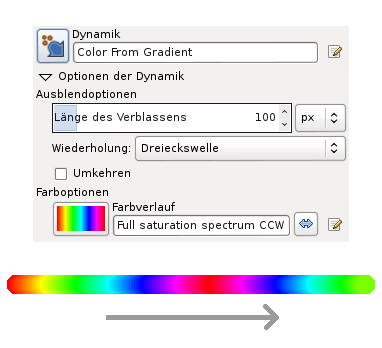 Dynamik
Color From Gradient
Optionen der Dynamik
Ausblendoptionen
Länge des Verblassens 100 px
Wiederholung: Dreieckswelle
Umkehren
Farboptionen
Farbverlauf
Full saturation spectrum CCW